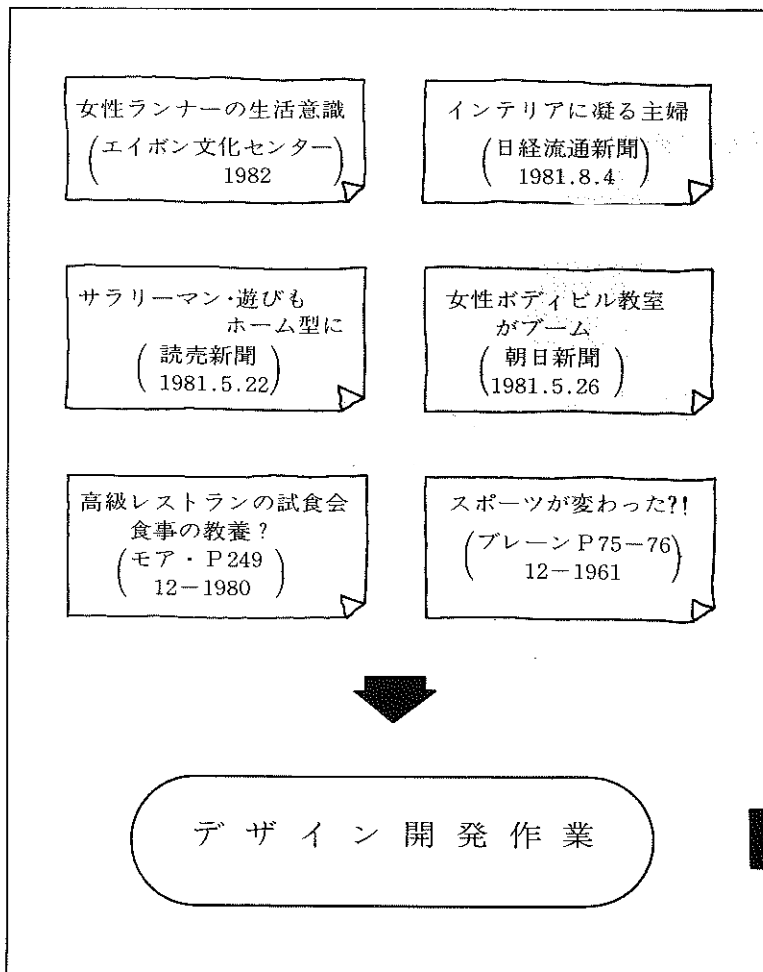 女性ランナーの生活意識
(エイボン文化センター
1982)
インテリアに凝る主婦
(日経流通新聞
1981.8.4)
サラリーマン・遊びも
ホーム型に
(読売新聞
1981.5.22)
女性ボディビル教室
がブーム
(朝日新聞
1981.5.26)
高級レストランの試食会
食事の教養?
(モア・P249
12-1980)
スポーツが変わった?!
(ブレーンP75-76
12-1961)
デザイン開発作業